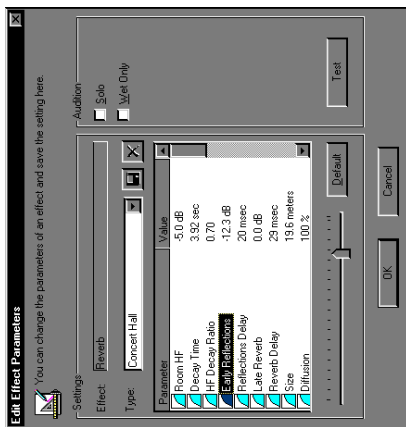 Edit Effect Parameters
You can change the parameters of an effect and save the setting here.
Settings
Effect: Reverb
Type: Concert Hall
Parameter Value
Room HF -5.0 dB
Decay Time 3.92 sec
HF Decay Ratio 0.70
Early Reflections -12.3 dB
Reflections Delay 20 msec
Late Reverb 0.0 dB
Reverb Delay 29 msec
Size 19.6 meters
Diffusion 100 %
Default
Audition
Solo
Wet Only
Test
OK
Cancel